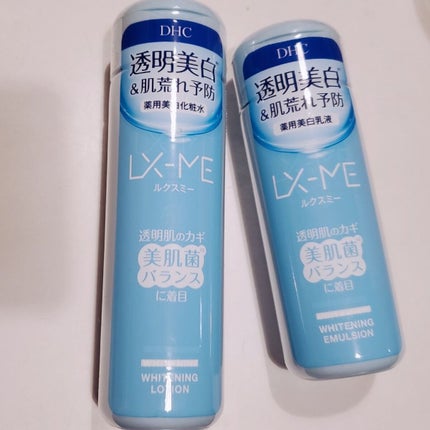 DHC
透明美白
&肌荒れ予防
薬用美白化粧水
LX-ME
ルクスミー
透明肌のカギ
美肌菌
バランス
に着目
WHITENING
LOTION
DHC
透明美白
&肌荒れ予防
薬用美白乳液
LX-ME
ルクスミー
透明肌のカギ
美肌菌
バランス
に着目
WHITENING
EMULSION